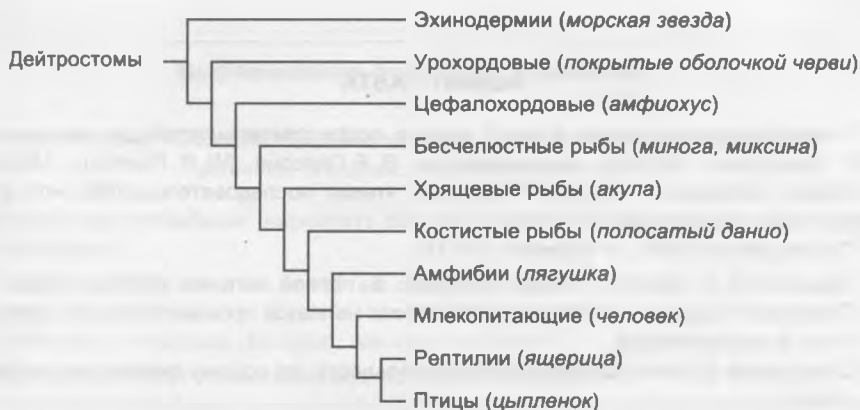 Эхинодермии (морская звезда)
Дейтростомы
Урохордовые (покрытые оболочкой черви)
Цефалохордовые (амфиохус)
Бесчелюстные рыбы (минога, миксина)
Хрящевые рыбы (акула)
Костистые рыбы (полосатый данио)
Амфибии (лягушка)
Млекопитающие (человек)
Рептилии (ящерица)
Птицы (цыпленок)